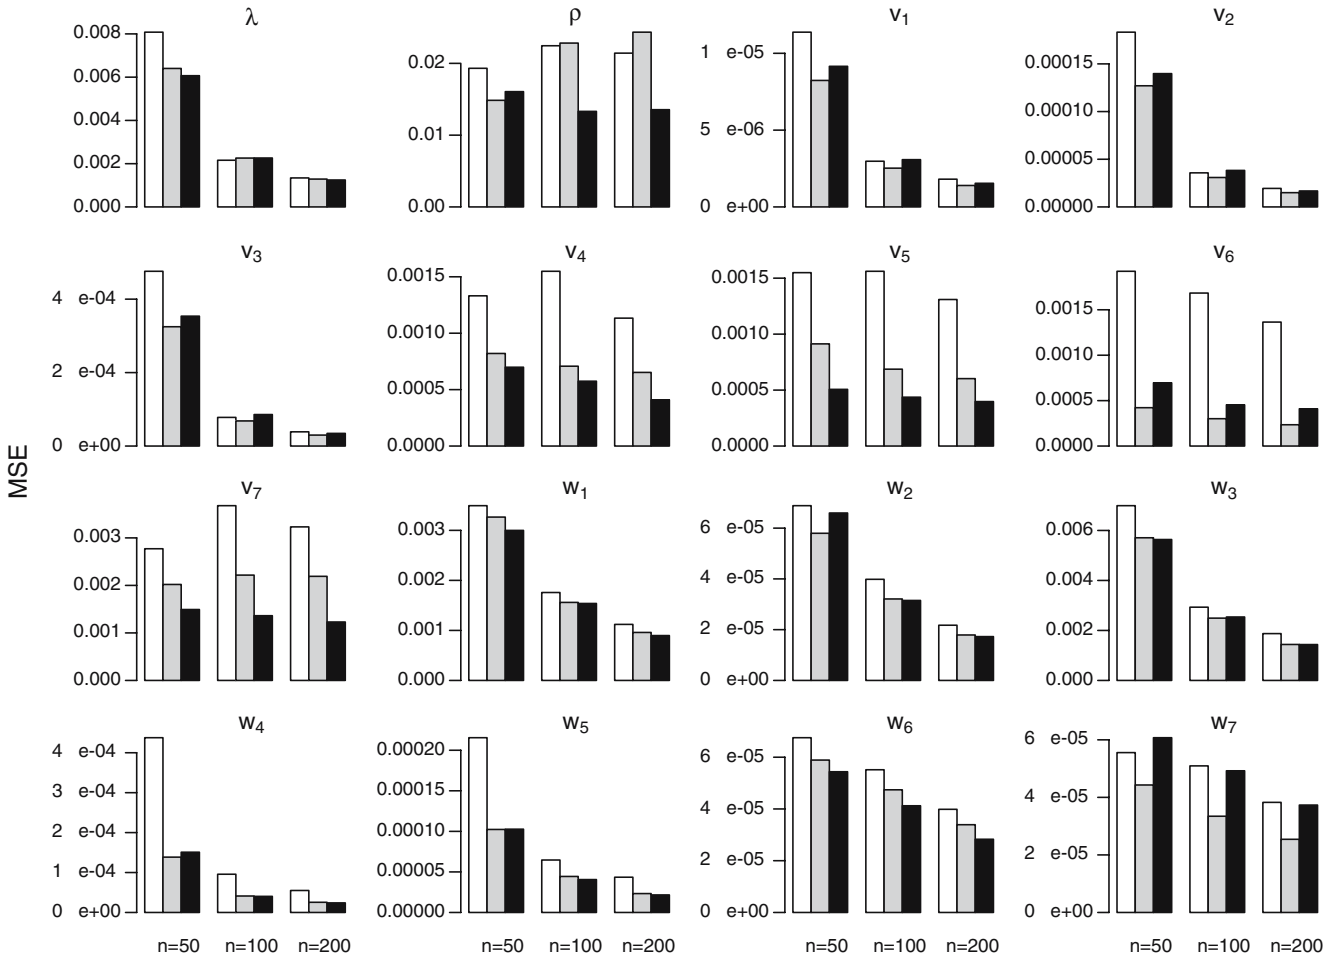 λ
0.008
0.006
0.004
0.002
0.000
ρ
0.02
0.01
0.00
v1
1 e-05
5 e-06
0 e+00
v2
0.00015
0.00010
0.00005
0.00000
v3
4 e-04
2 e-04
0 e+00
v4
0.0015
0.0010
0.0005
0.0000
v5
0.0015
0.0010
0.0005
0.0000
v6
0.0015
0.0010
0.0005
0.0000
MSE
v7
0.003
0.002
0.001
0.000
w1
0.003
0.002
0.001
0.000
w2
6 e-05
4 e-05
2 e-05
0 e+00
w3
0.006
0.004
0.002
0.000
w4
4 e-04
3 e-04
2 e-04
1 e-04
0 e+00
w5
0.00020
0.00010
0.00005
0.00000
w6
6 e-05
4 e-05
2 e-05
0 e+00
w7
6 e-05
4 e-05
2 e-05
0 e+00
n=50 n=100 n=200
n=50 n=100 n=200
n=50 n=100 n=200
n=50 n=100 n=200